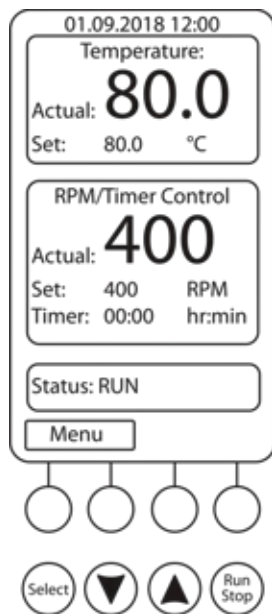 01.09.2018 12:00
Temperature:
Actual: 80.0
Set: 80.0 °C
RPM/Timer Control
Actual: 400
Set: 400 RPM
Timer: 00:00 hr:min
Status: RUN
Menu
Select Run
Stop